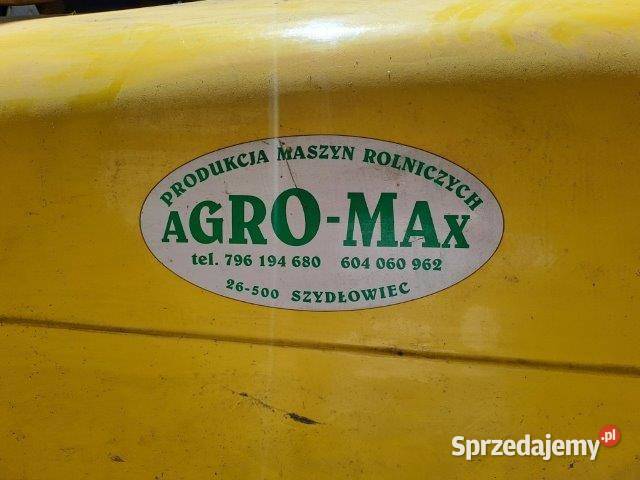 PRODUKCJA MASZYN ROLNICZYCH
AGRO-MAX
tel. 796 194 680 604 060 962
26-500 SZYDŁOWIEC
Sprzedajemy.pl